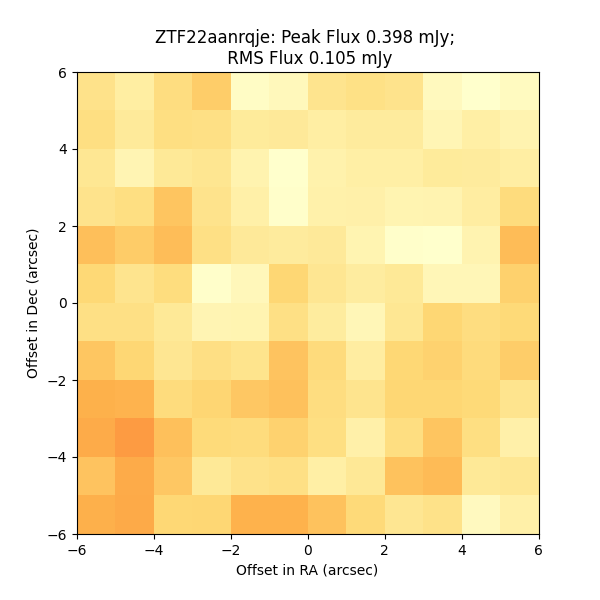 ZTF22aanrqje: Peak Flux 0.398 mJy;
RMS Flux 0.105 mJy
6
4
2
0
−2
−4
−6
Offset in Dec (arcsec)
−6 −4 −2 0 2 4 6
Offset in RA (arcsec)